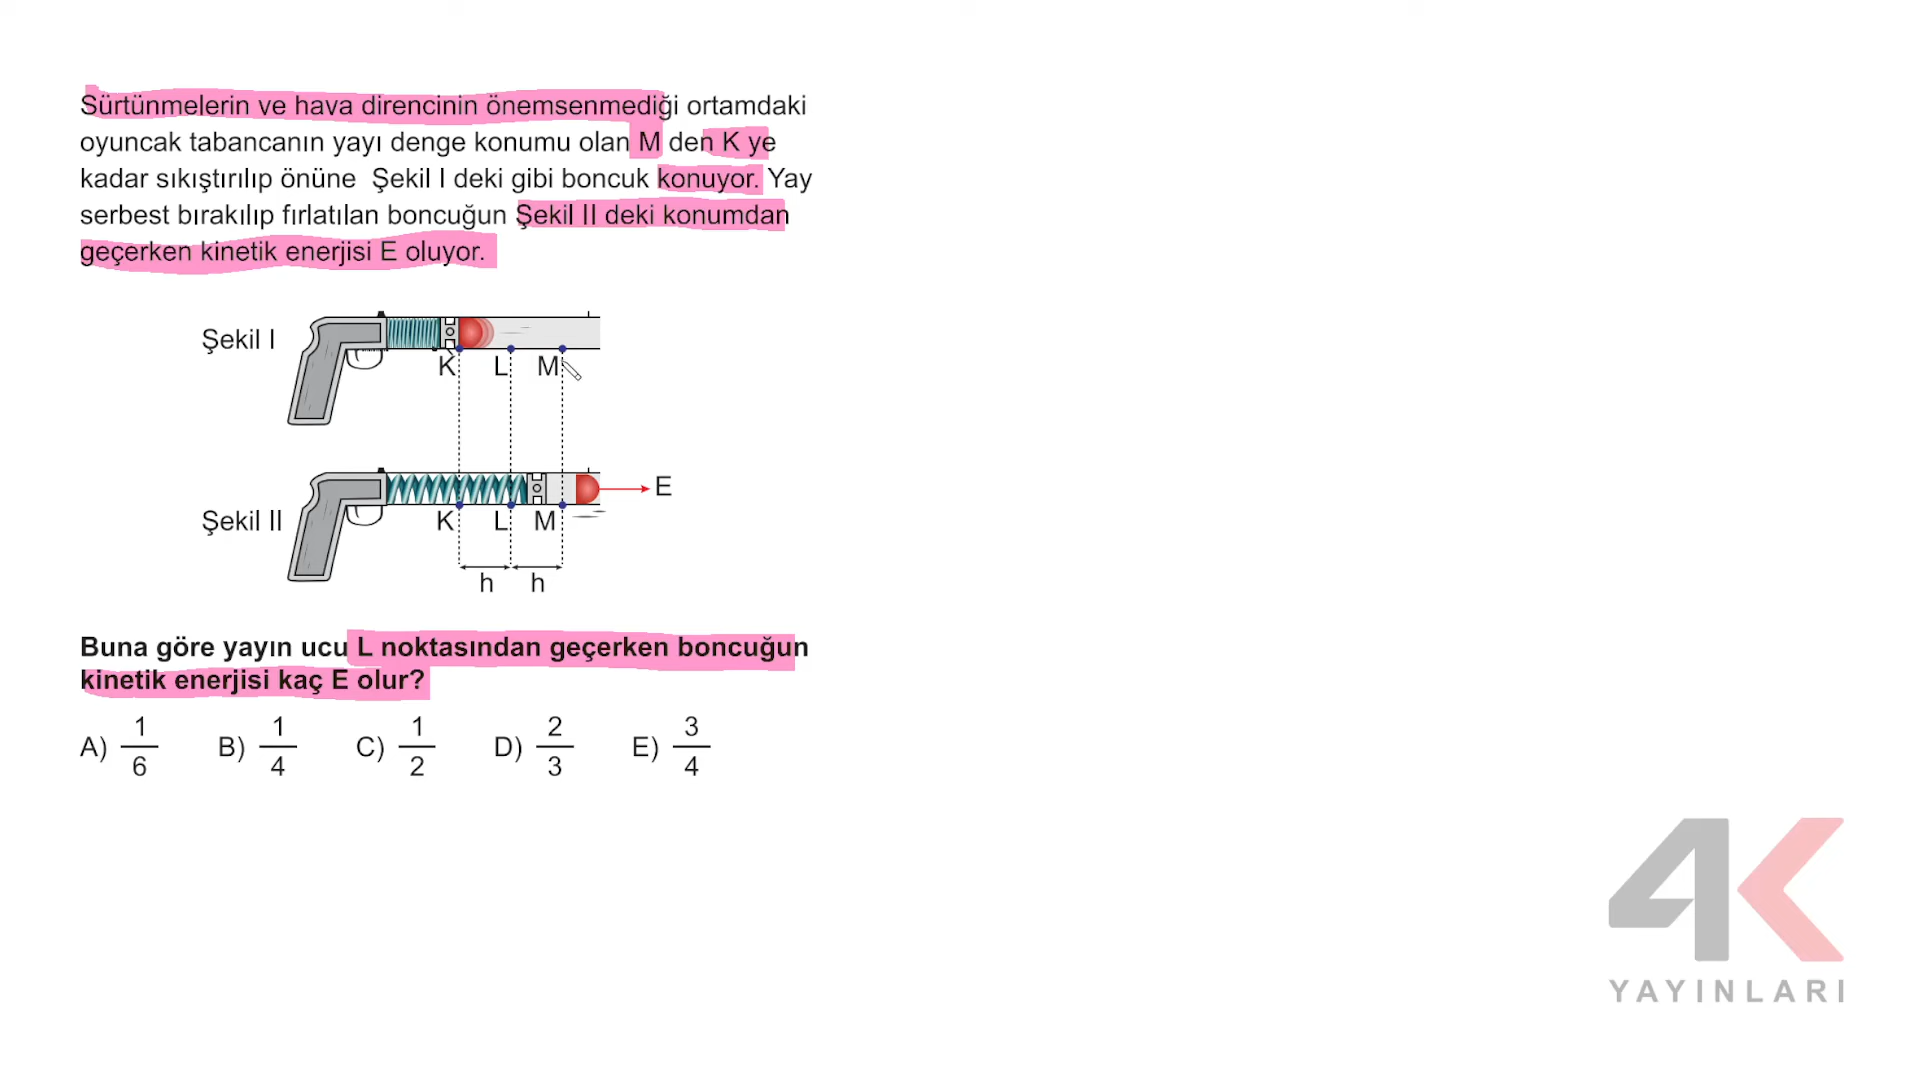 Sürtünmelerin ve hava direncinin önemsenmediği ortamdaki
oyuncak tabancanın yayı denge konumu olan M den K ye
kadar sıkıştırılıp önüne Şekil I deki gibi boncuk konuyor. Yay
serbest bırakılıp fırlatılan boncuğun Şekil II deki konumdan
geçerken kinetik enerjisi E oluyor.
Şekil I
K L M
E
Şekil II
K L M
h h
Buna göre yayın ucu L noktasından geçerken boncuğun
kinetik enerjisi kaç E olur?
A) 1/6 B) 1/4 C) 1/2 D) 2/3 E) 3/4
4K
YAYINLARI